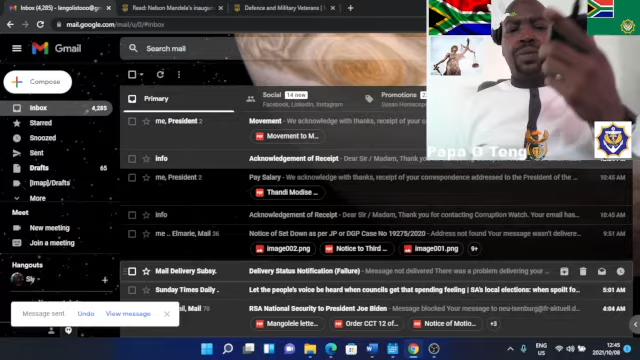 Inbox (4,285) - lengolistooo@g
Read: Nelson Mandela's inaugu
Defence and Military Veterans |
mail.google.com/mail/u/0/#inbox
Gmail
Search mail
Compose
Inbox 4,285
Starred
Snoozed
Sent
Drafts 65
[Imap]/Drafts
More
Meet
New meeting
Join a meeting
Hangouts
Sly
Primary
Social 14 new
Facebook, LinkedIn, Instagram
Promotions
me, President 2 Movement — We acknowledge with thanks, receipt of your
Movement to M...
info Acknowledgement of Receipt — Dear Sir / Madam, Thank
me, President 2 Pay Salary — We acknowledge with thanks, receipt of your correspondence addressed to the President of the ... 10:45 AM
Thandi Modise ...
info Acknowledgement of Receipt — Dear Sir / Madam, Thank you for contacting Corruption Watch. Your email has... 10:45 AM
me .. Elmarie, Mail 36 Notice of Set Down as per JP or DGP Case No 19275/2020 — Address not found Your message wasn't delivere... 9:51 AM
image002.png
Notice to Third ...
image001.png
9+
Mail Delivery Subsy. Delivery Status Notification (Failure) — Message not delivered There was a problem delivering your ...
Sunday Times Daily . Let the people's voice be heard when councils get that spending feeling | SA's local elections: when spoilt fo... 5:01 AM
Mail 70 RSA National Security to President Joe Biden — Message blocked Your message to neu-isenburg@fr-aktuell.d... 4:04 AM
Mangolele lette...
Order CCT 12 of...
Notice of Motio...
+3
Message sent. Undo View message
Papa G Teng
ENG
US
12:45
2021/10/08